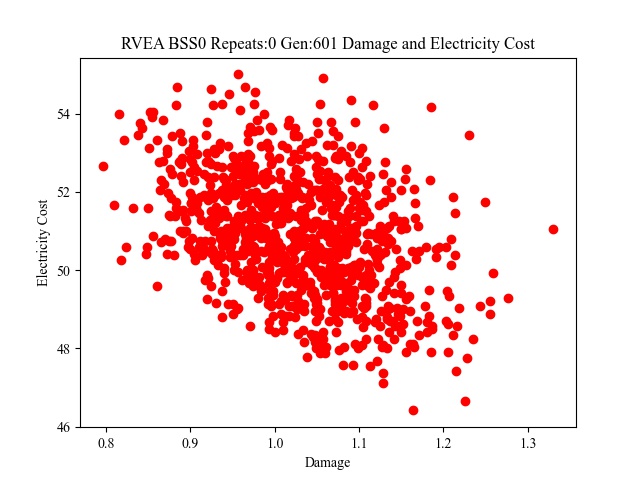 RVEA BSS0 Repeats:0 Gen:601 Damage and Electricity Cost
54
52
50
48
46
Electricity Cost
0.8 0.9 1.0 1.1 1.2 1.3
Damage